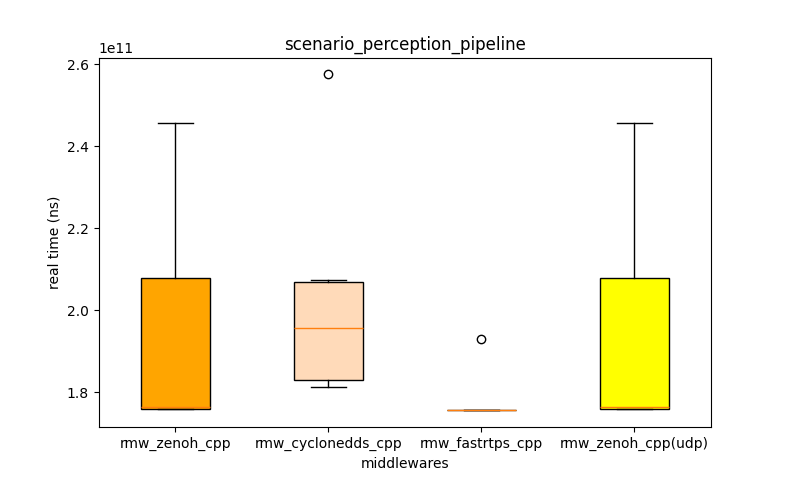 scenario_perception_pipeline
1e11
2.6
2.4
2.2
2.0
1.8
real time (ns)
rmw_zenoh_cpp rmw_cyclonedds_cpp rmw_fastrtps_cpp rmw_zenoh_cpp(udp)
middlewares